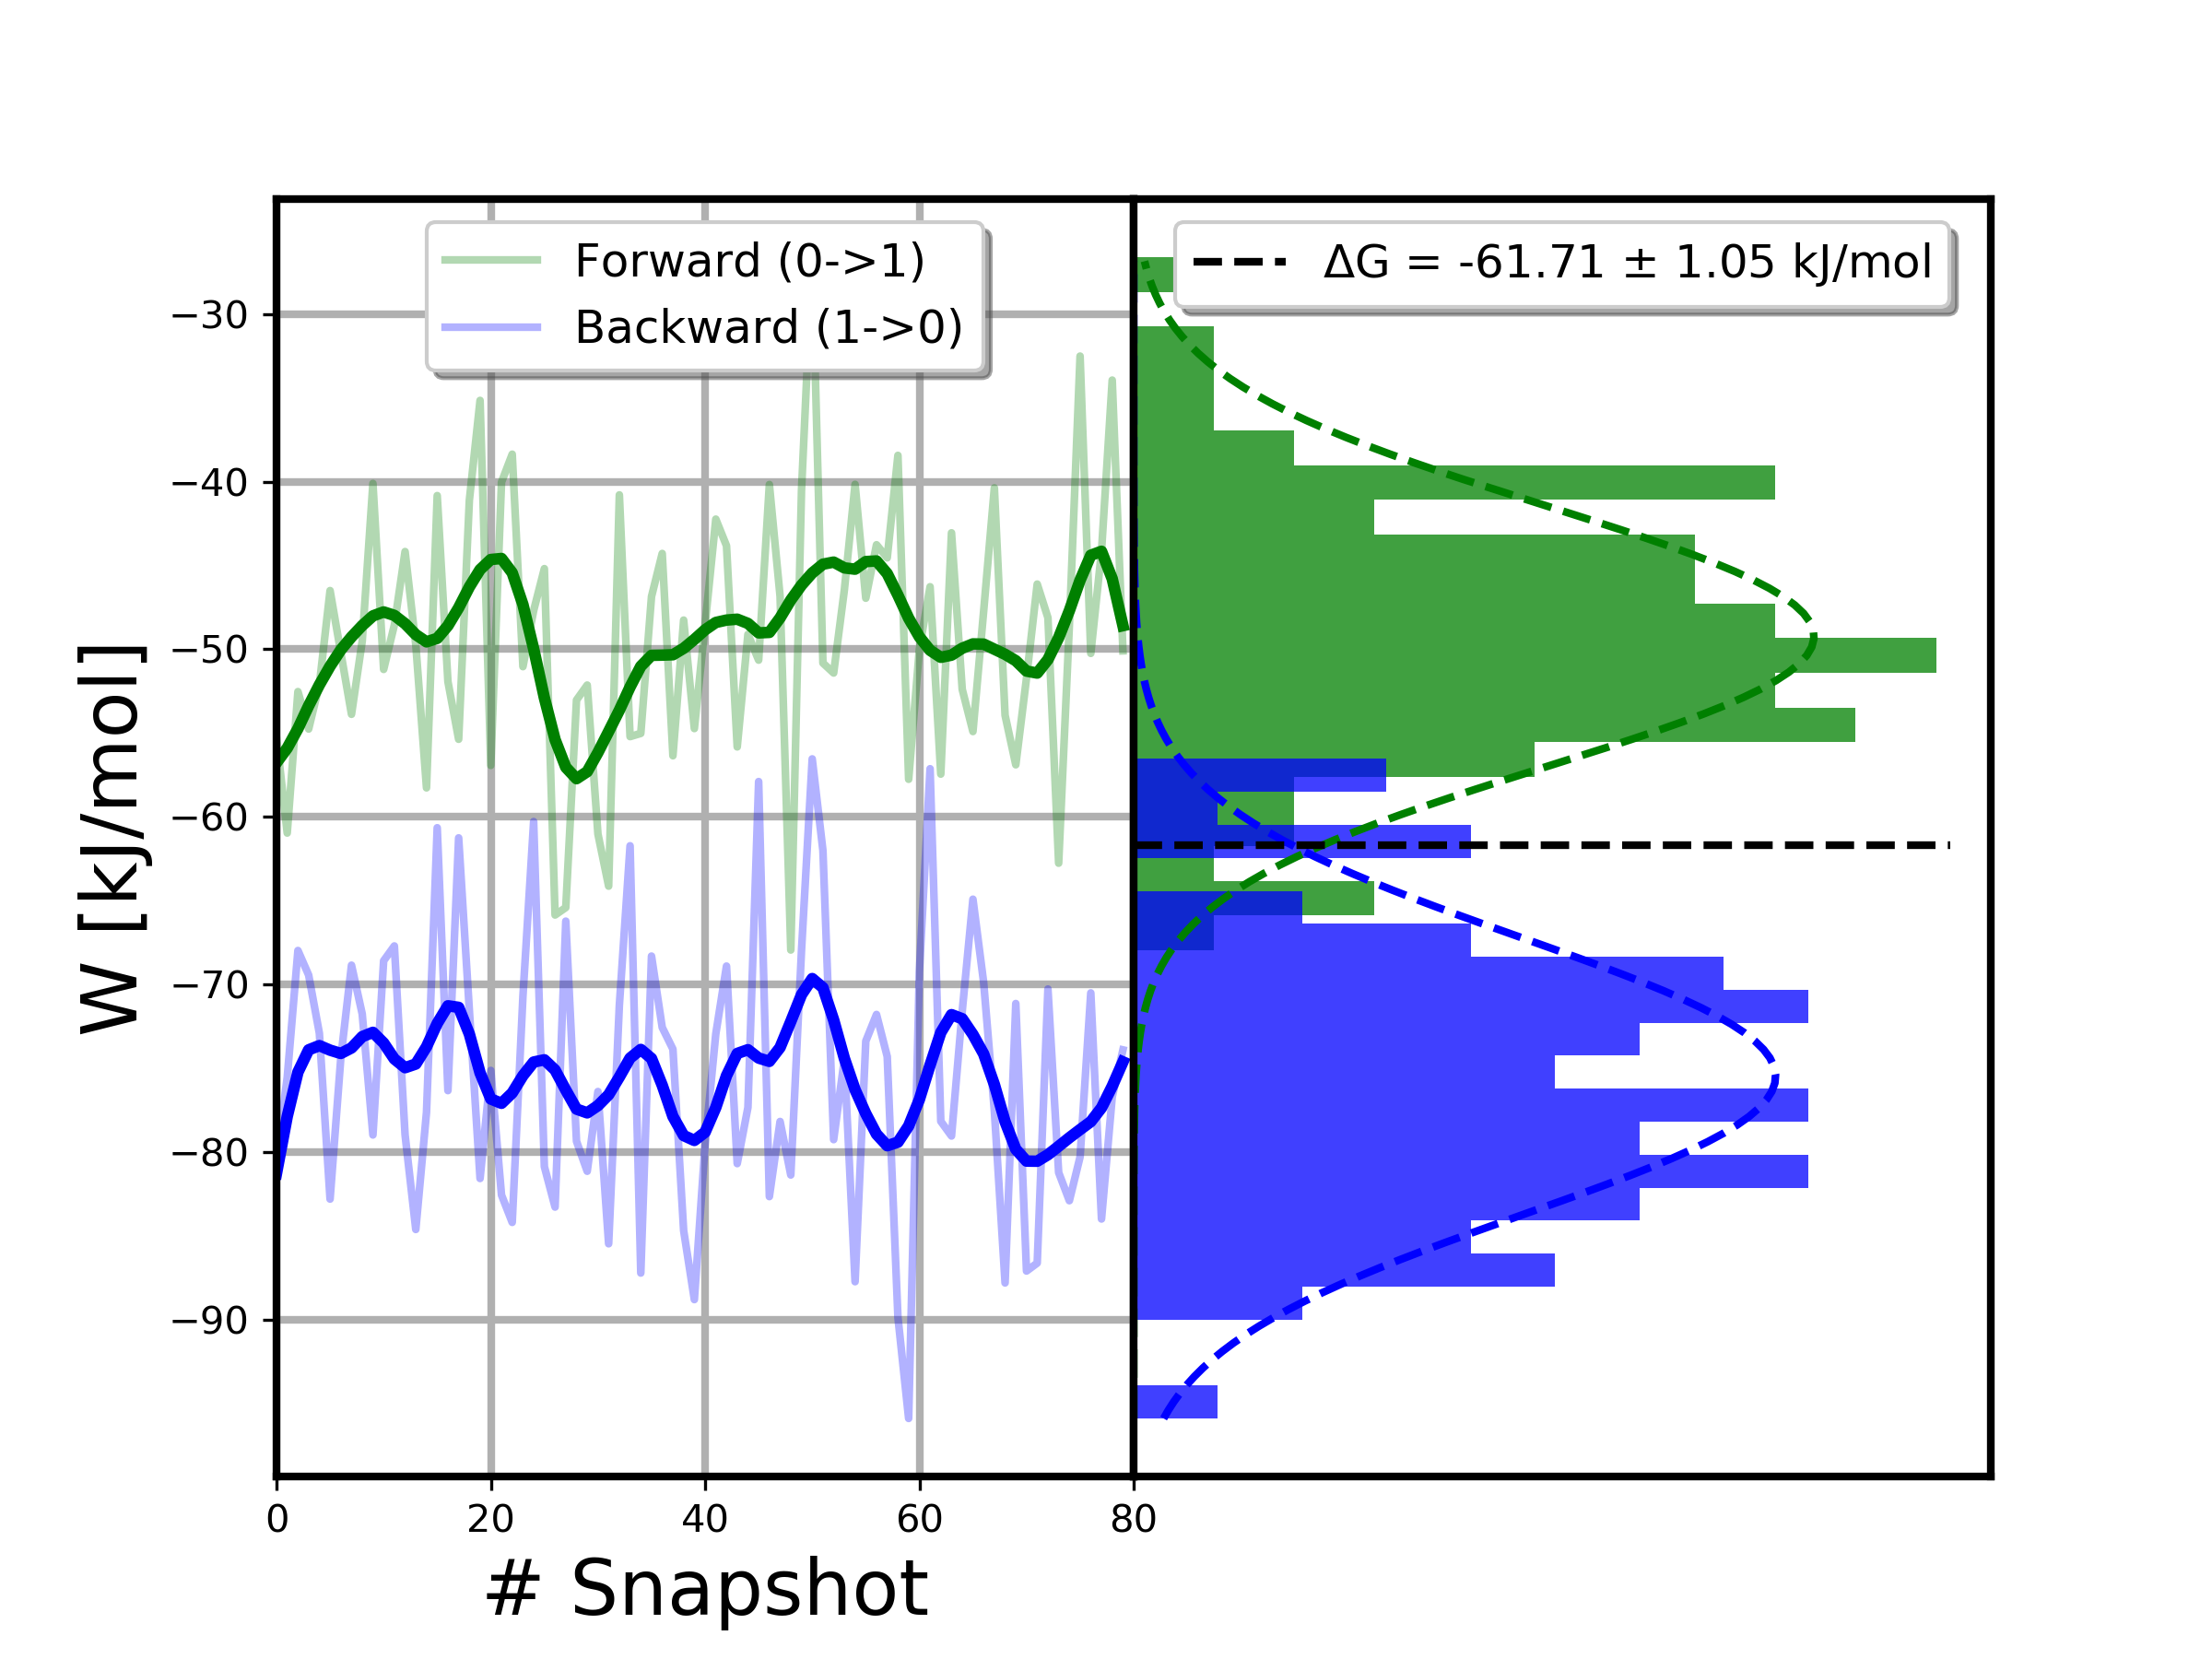 Forward (0->1)
Backward (1->0)
ΔG = -61.71 ± 1.05 kJ/mol
W [kJ/mol]
−30
−40
−50
−60
−70
−80
−90
0 20 40 60 80
# Snapshot